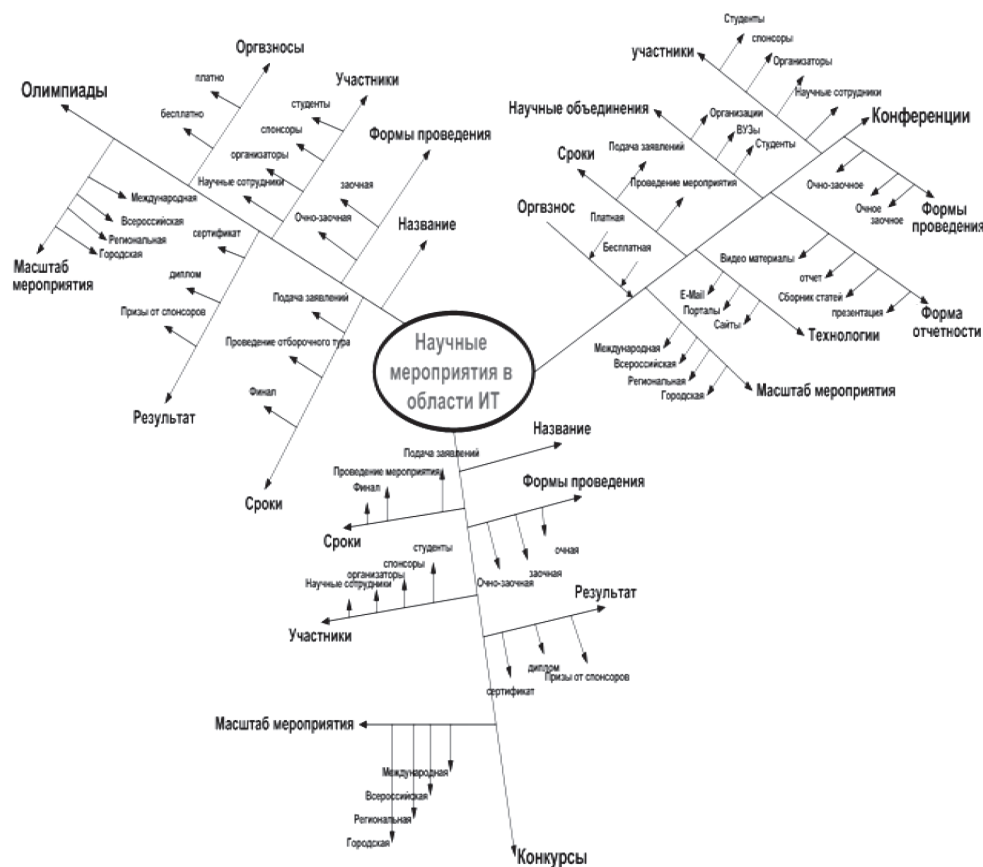 Олимпиады
Оргвзносы
платно
бесплатно
Участники
студенты
спонсоры
организаторы
Научные сотрудники
Формы проведения
заочная
Очно-заочная
Название
Международная
Всероссийская
Региональная
Городская
Масштаб
мероприятия
сертификат
диплом
Призы от спонсоров
Результат
Подача заявлений
Проведение отборочного тура
Финал
Сроки
Научные
мероприятия в
области ИТ
Студенты
спонсоры
Организаторы
Научные сотрудники
участники
Конференции
Научные объединения
Организации
ВУЗы
Студенты
Сроки
Подача заявлений
Проведение мероприятия
Оргвзнос
Платная
Бесплатная
Очно-заочное
Очное
заочное
Формы
проведения
Видео материалы
отчет
Сборник статей
презентация
Форма
отчетности
E-Mail
Порталы
Сайты
Технологии
Международная
Всероссийская
Региональная
Городская
Масштаб мероприятия
Название
Подача заявлений
Проведение мероприятия
Финал
Сроки
Формы проведения
очная
заочная
Очно-заочная
студенты
спонсоры
организаторы
Научные сотрудники
Участники
Результат
диплом
Призы от спонсоров
сертификат
Масштаб мероприятия
Международная
Всероссийская
Региональная
Городская
Конкурсы